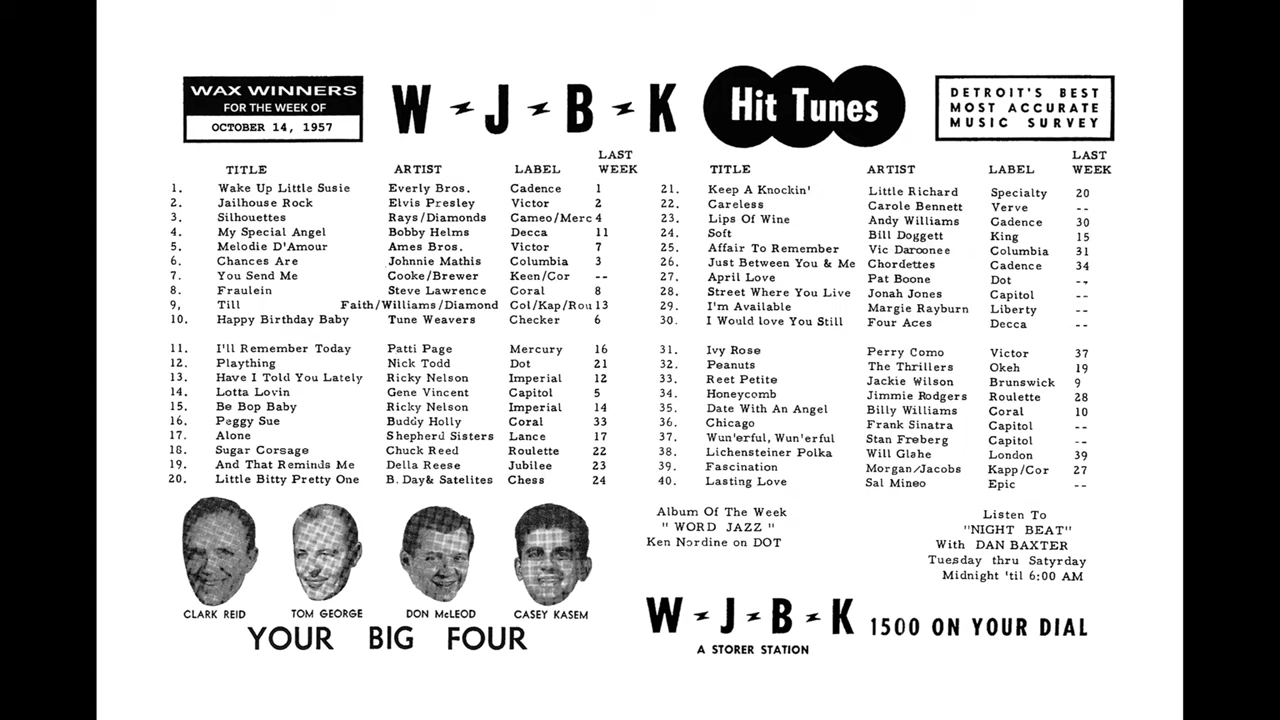 WAX WINNERS
FOR THE WEEK OF
OCTOBER 14, 1957
W J B K
Hit Tunes
DETROIT'S BEST
MOST ACCURATE
MUSIC SURVEY
TITLE ARTIST LABEL LAST WEEK
1. Wake Up Little Susie Everly Bros. Cadence 1
2. Jailhouse Rock Elvis Presley Victor 2
3. Silhouettes Rays/Diamonds Cameo/Merc 4
4. My Special Angel Bobby Helms Decca 11
5. Melodie D'Amour Ames Bros. Victor 7
6. Chances Are Johnnie Mathis Columbia 3
7. You Send Me Cooke/Brewer Keen/Cor --
8. Fraulein Steve Lawrence Coral 8
9, Till Faith/Williams/Diamond Col/Kap/Rou 13
10. Happy Birthday Baby Tune Weavers Checker 6
11. I'll Remember Today Patti Page Mercury 16
12. Plaything Nick Todd Dot 21
13. Have I Told You Lately Ricky Nelson Imperial 12
14. Lotta Lovin Gene Vincent Capitol 5
15. Be Bop Baby Ricky Nelson Imperial 14
16. Peggy Sue Buddy Holly Coral 33
17. Alone Shepherd Sisters Lance 17
18. Sugar Corsage Chuck Reed Roulette 22
19. And That Reminds Me Della Reese Jubilee 23
20. Little Bitty Pretty One B. Day& Satelites Chess 24
TITLE ARTIST LABEL LAST WEEK
21. Keep A Knockin' Little Richard Specialty 20
22. Careless Carole Bennett Verve --
23. Lips Of Wine Andy Williams Cadence 30
24. Soft Bill Doggett King 15
25. Affair To Remember Vic Damone Columbia 31
26. Just Between You & Me Chordettes Cadence 34
27. April Love Pat Boone Dot --
28. Street Where You Live Jonah Jones Capitol --
29. I'm Available Margie Rayburn Liberty --
30. I Would love You Still Four Aces Decca --
31. Ivy Rose Perry Como Victor 37
32. Peanuts The Thrillers Okeh 19
33. Reet Petite Jackie Wilson Brunswick 9
34. Honeycomb Jimmie Rodgers Roulette 28
35. Date With An Angel Billy Williams Coral 10
36. Chicago Frank Sinatra Capitol --
37. Wun'erful, Wun'erful Stan Freberg Capitol --
38. Lichensteiner Polka Will Glahe London 39
39. Fascination Morgan/Jacobs Kapp/Cor 27
40. Lasting Love Sal Mineo Epic --
CLARK REID TOM GEORGE DON McLEOD CASEY KASEM
YOUR BIG FOUR
Album Of The Week
" WORD JAZZ "
Ken Nordine on DOT
Listen To
"NIGHT BEAT"
With DAN BAXTER
Tuesday thru Satyrday
Midnight 'til 6:00 AM
W J B K 1500 ON YOUR DIAL
A STORER STATION